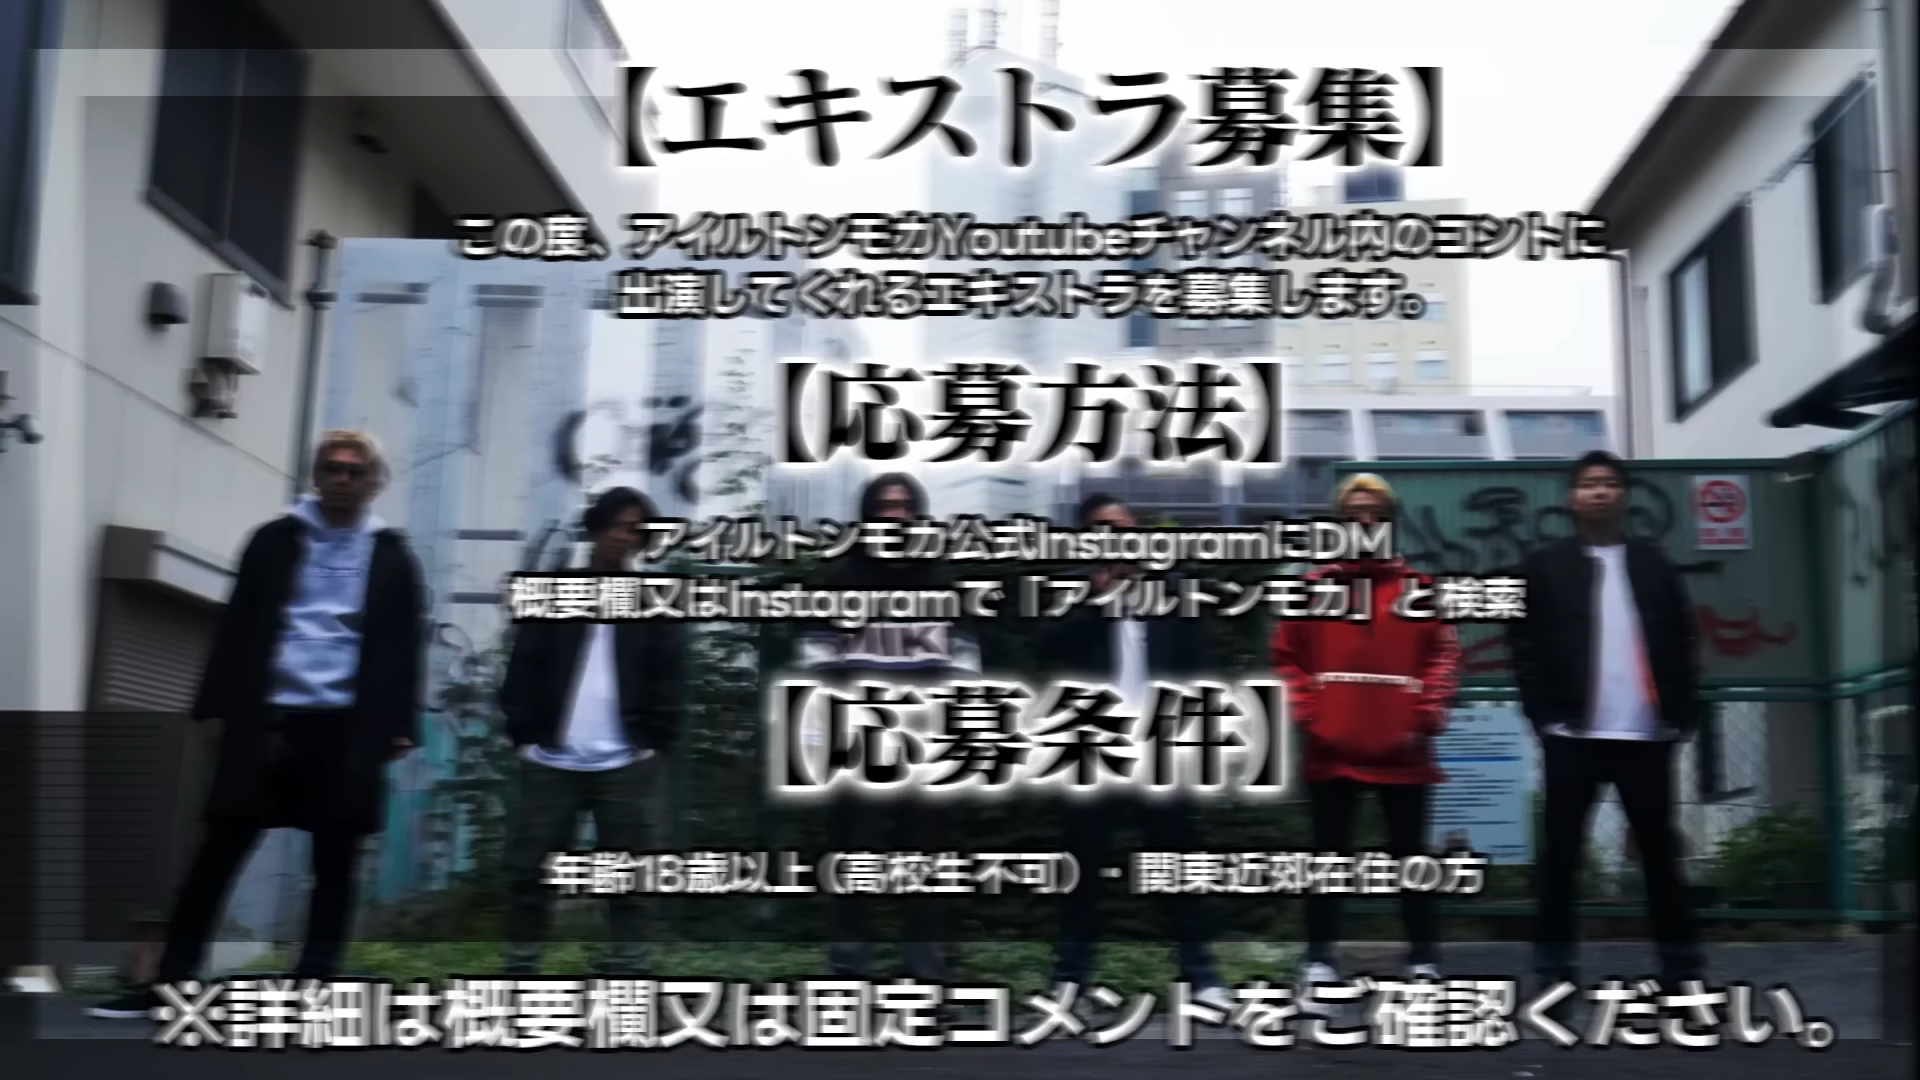 【エキストラ募集】
この度、アイルトンモカYoutubeチャンネル内のコントに
出演してくれるエキストラを募集します。
【応募方法】
アイルトンモカ公式InstagramにDM
概要欄又はInstagramで「アイルトンモカ」と検索
【応募条件】
年齢18歳以上（高校生不可）・関東近郊在住の方
※詳細は概要欄又は固定コメントをご確認ください。